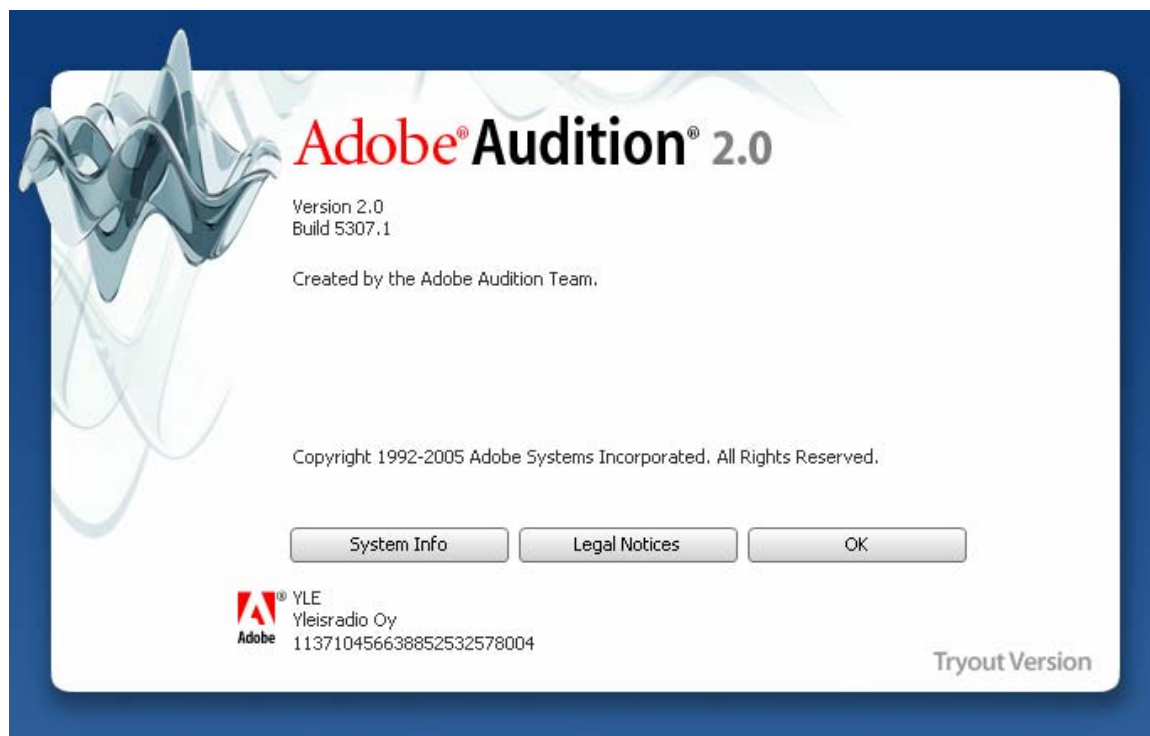 Adobe® Audition® 2.0
Version 2.0
Build 5307.1
Created by the Adobe Audition Team.
Copyright 1992-2005 Adobe Systems Incorporated. All Rights Reserved.
System Info Legal Notices OK
Adobe®
YLE
Yleisradio Oy
113710456638852532578004
Tryout Version